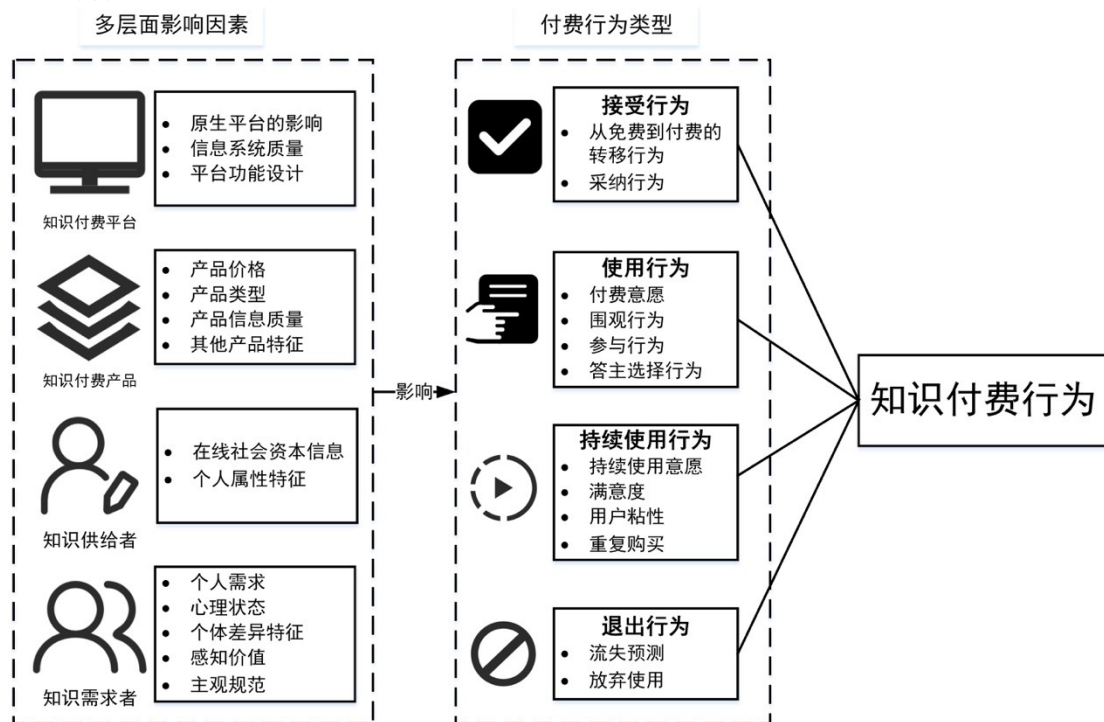 多层面影响因素
原生平台的影响
信息系统质量
平台功能设计
知识付费平台
产品价格
产品类型
产品信息质量
其他产品特征
知识付费产品
在线社会资本信息
个人属性特征
知识供给者
个人需求
心理状态
个体差异特征
感知价值
主观规范
知识需求者
影响
付费行为类型
接受行为
从免费到付费的
转移行为
采纳行为
使用行为
付费意愿
围观行为
参与行为
答主选择行为
持续使用行为
持续使用意愿
满意度
用户粘性
重复购买
退出行为
流失预测
放弃使用
知识付费行为